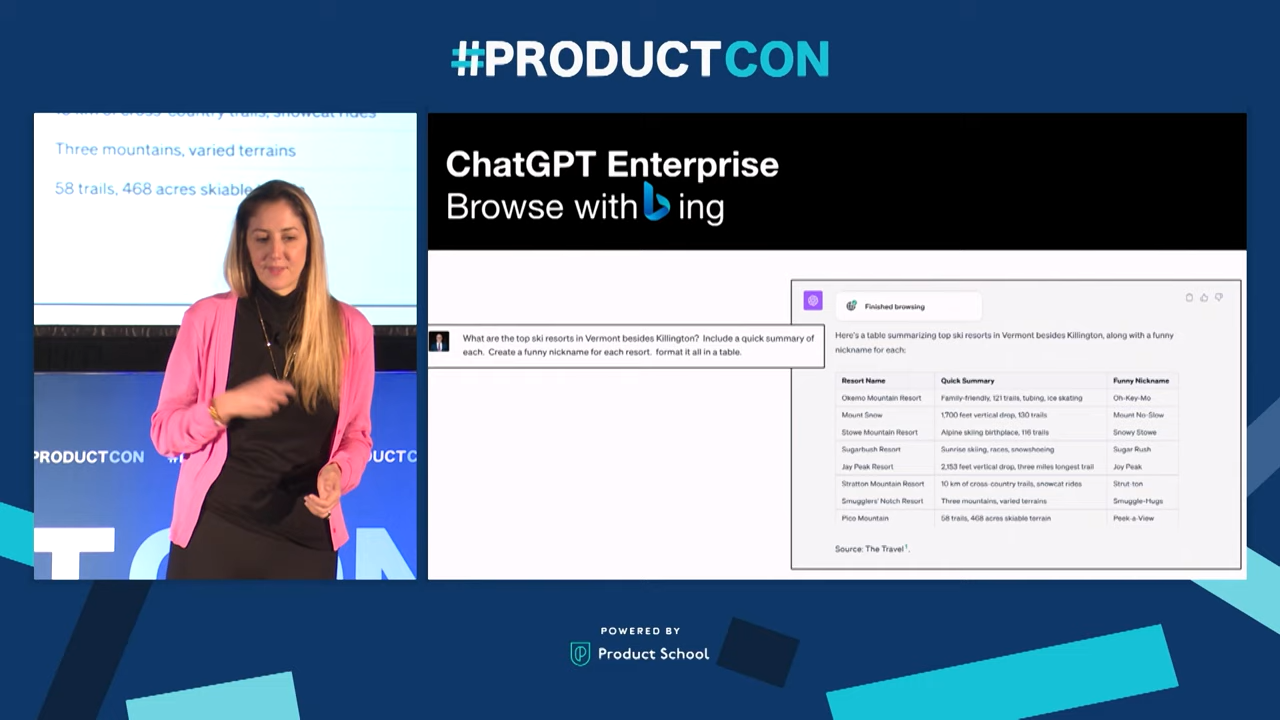 #PRODUCTCON
Three mountains, varied terrains
58 trails, 468 acres skiable
PRODUCTCON
ChatGPT Enterprise
Browse with bing
What are the top ski resorts in Vermont besides Killington? Include a quick summary of
each. Create a funny nickname for each resort. format it all in a table.
Finished browsing
Here's a table summarizing top ski resorts in Vermont besides Killington, along with a funny
nickname for each:
Resort Name Quick Summary Funny Nickname
Okemo Mountain Resort Family-friendly, 121 trails, tubing, ice skating Oh-Key-Mo
Mount Snow 1,700 feet vertical drop, 130 trails Mount No-Slow
Stowe Mountain Resort Alpine skiing birthplace, 116 trails Snowy Stowe
Sugarbush Resort Sunrise skiing, races, snowshoeing Sugar Rush
Jay Peak Resort 2,153 feet vertical drop, three miles longest trail Joy Peak
Stratton Mountain Resort 10 km of cross-country trails, snowcat rides Strut-ton
Smugglers' Notch Resort Three mountains, varied terrains Smuggle-Hugs
Pico Mountain 58 trails, 468 acres skiable terrain Peek-a-View
Source: The Travel¹.
POWERED BY
Product School